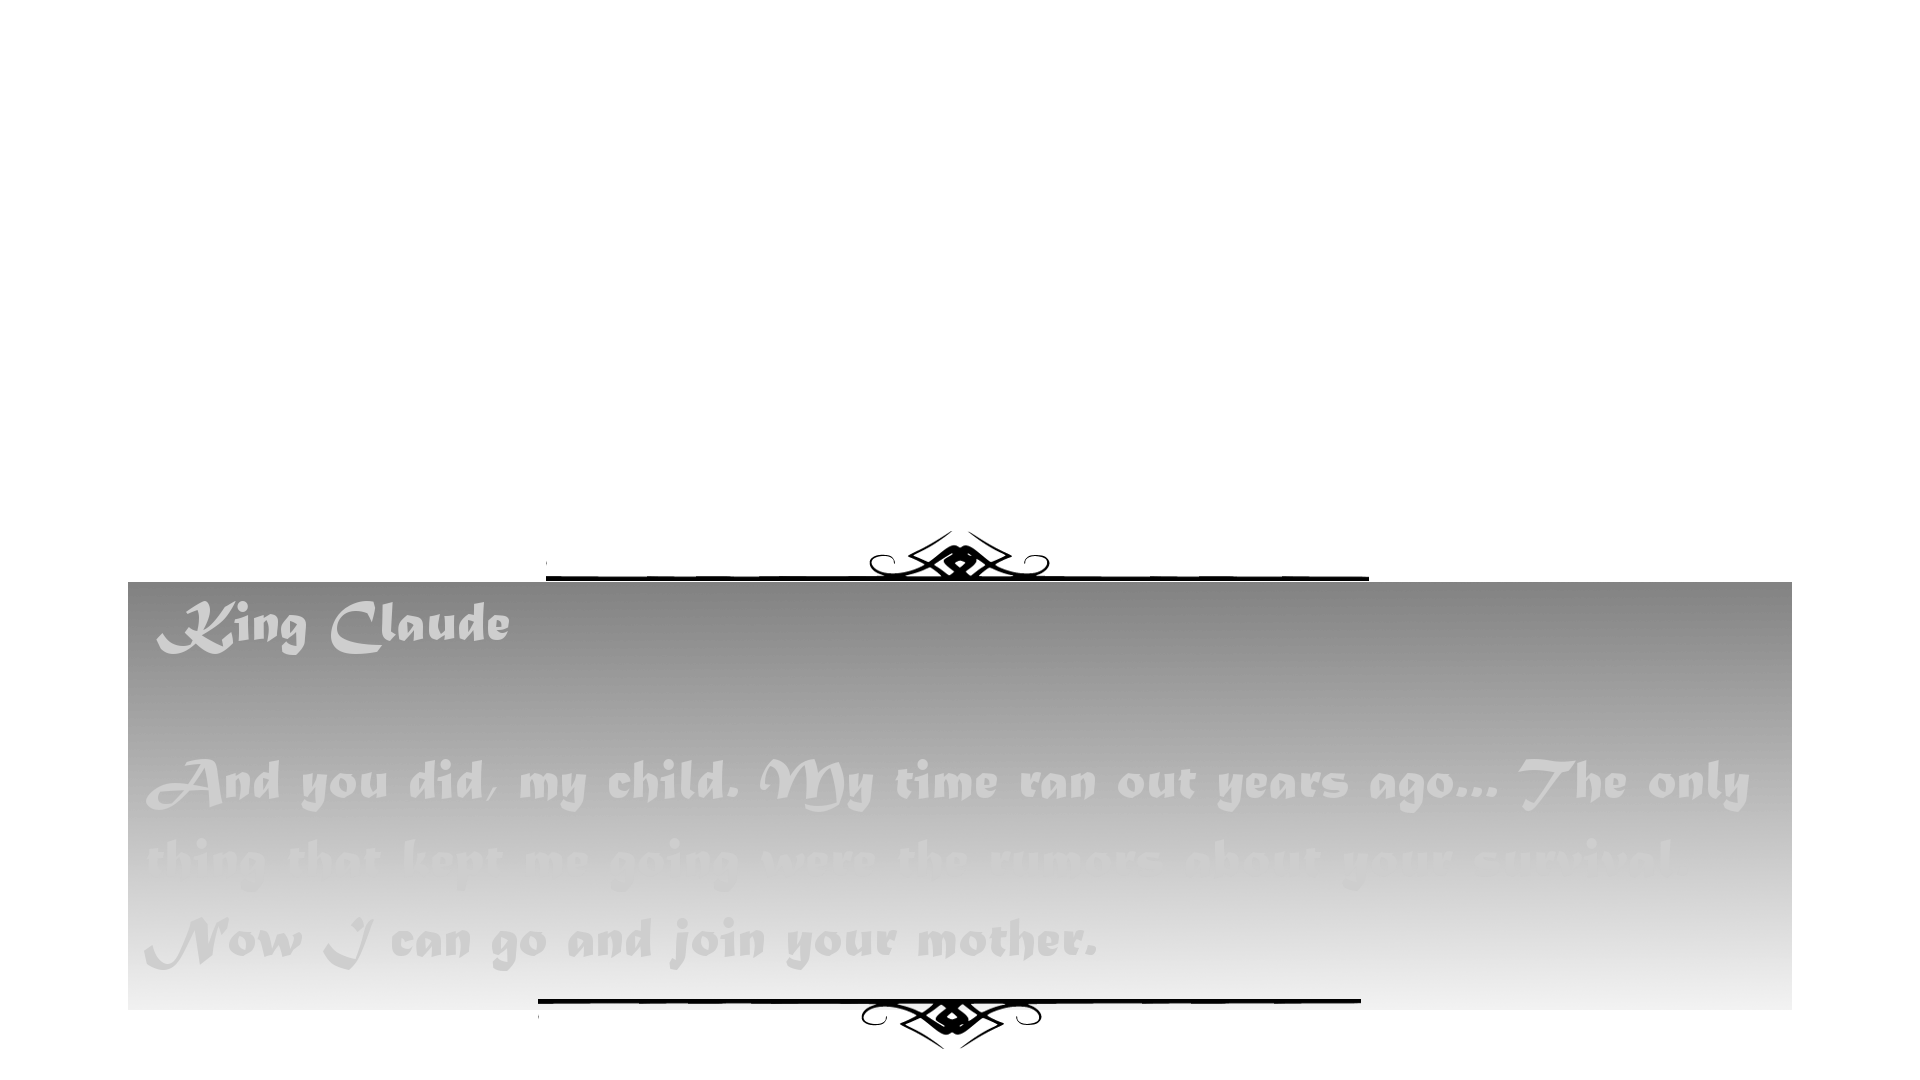 King Claude
And you did, my child. My time ran out years ago... The only
thing that kept me going were the rumors about your survival
Now I can go and join your mother.